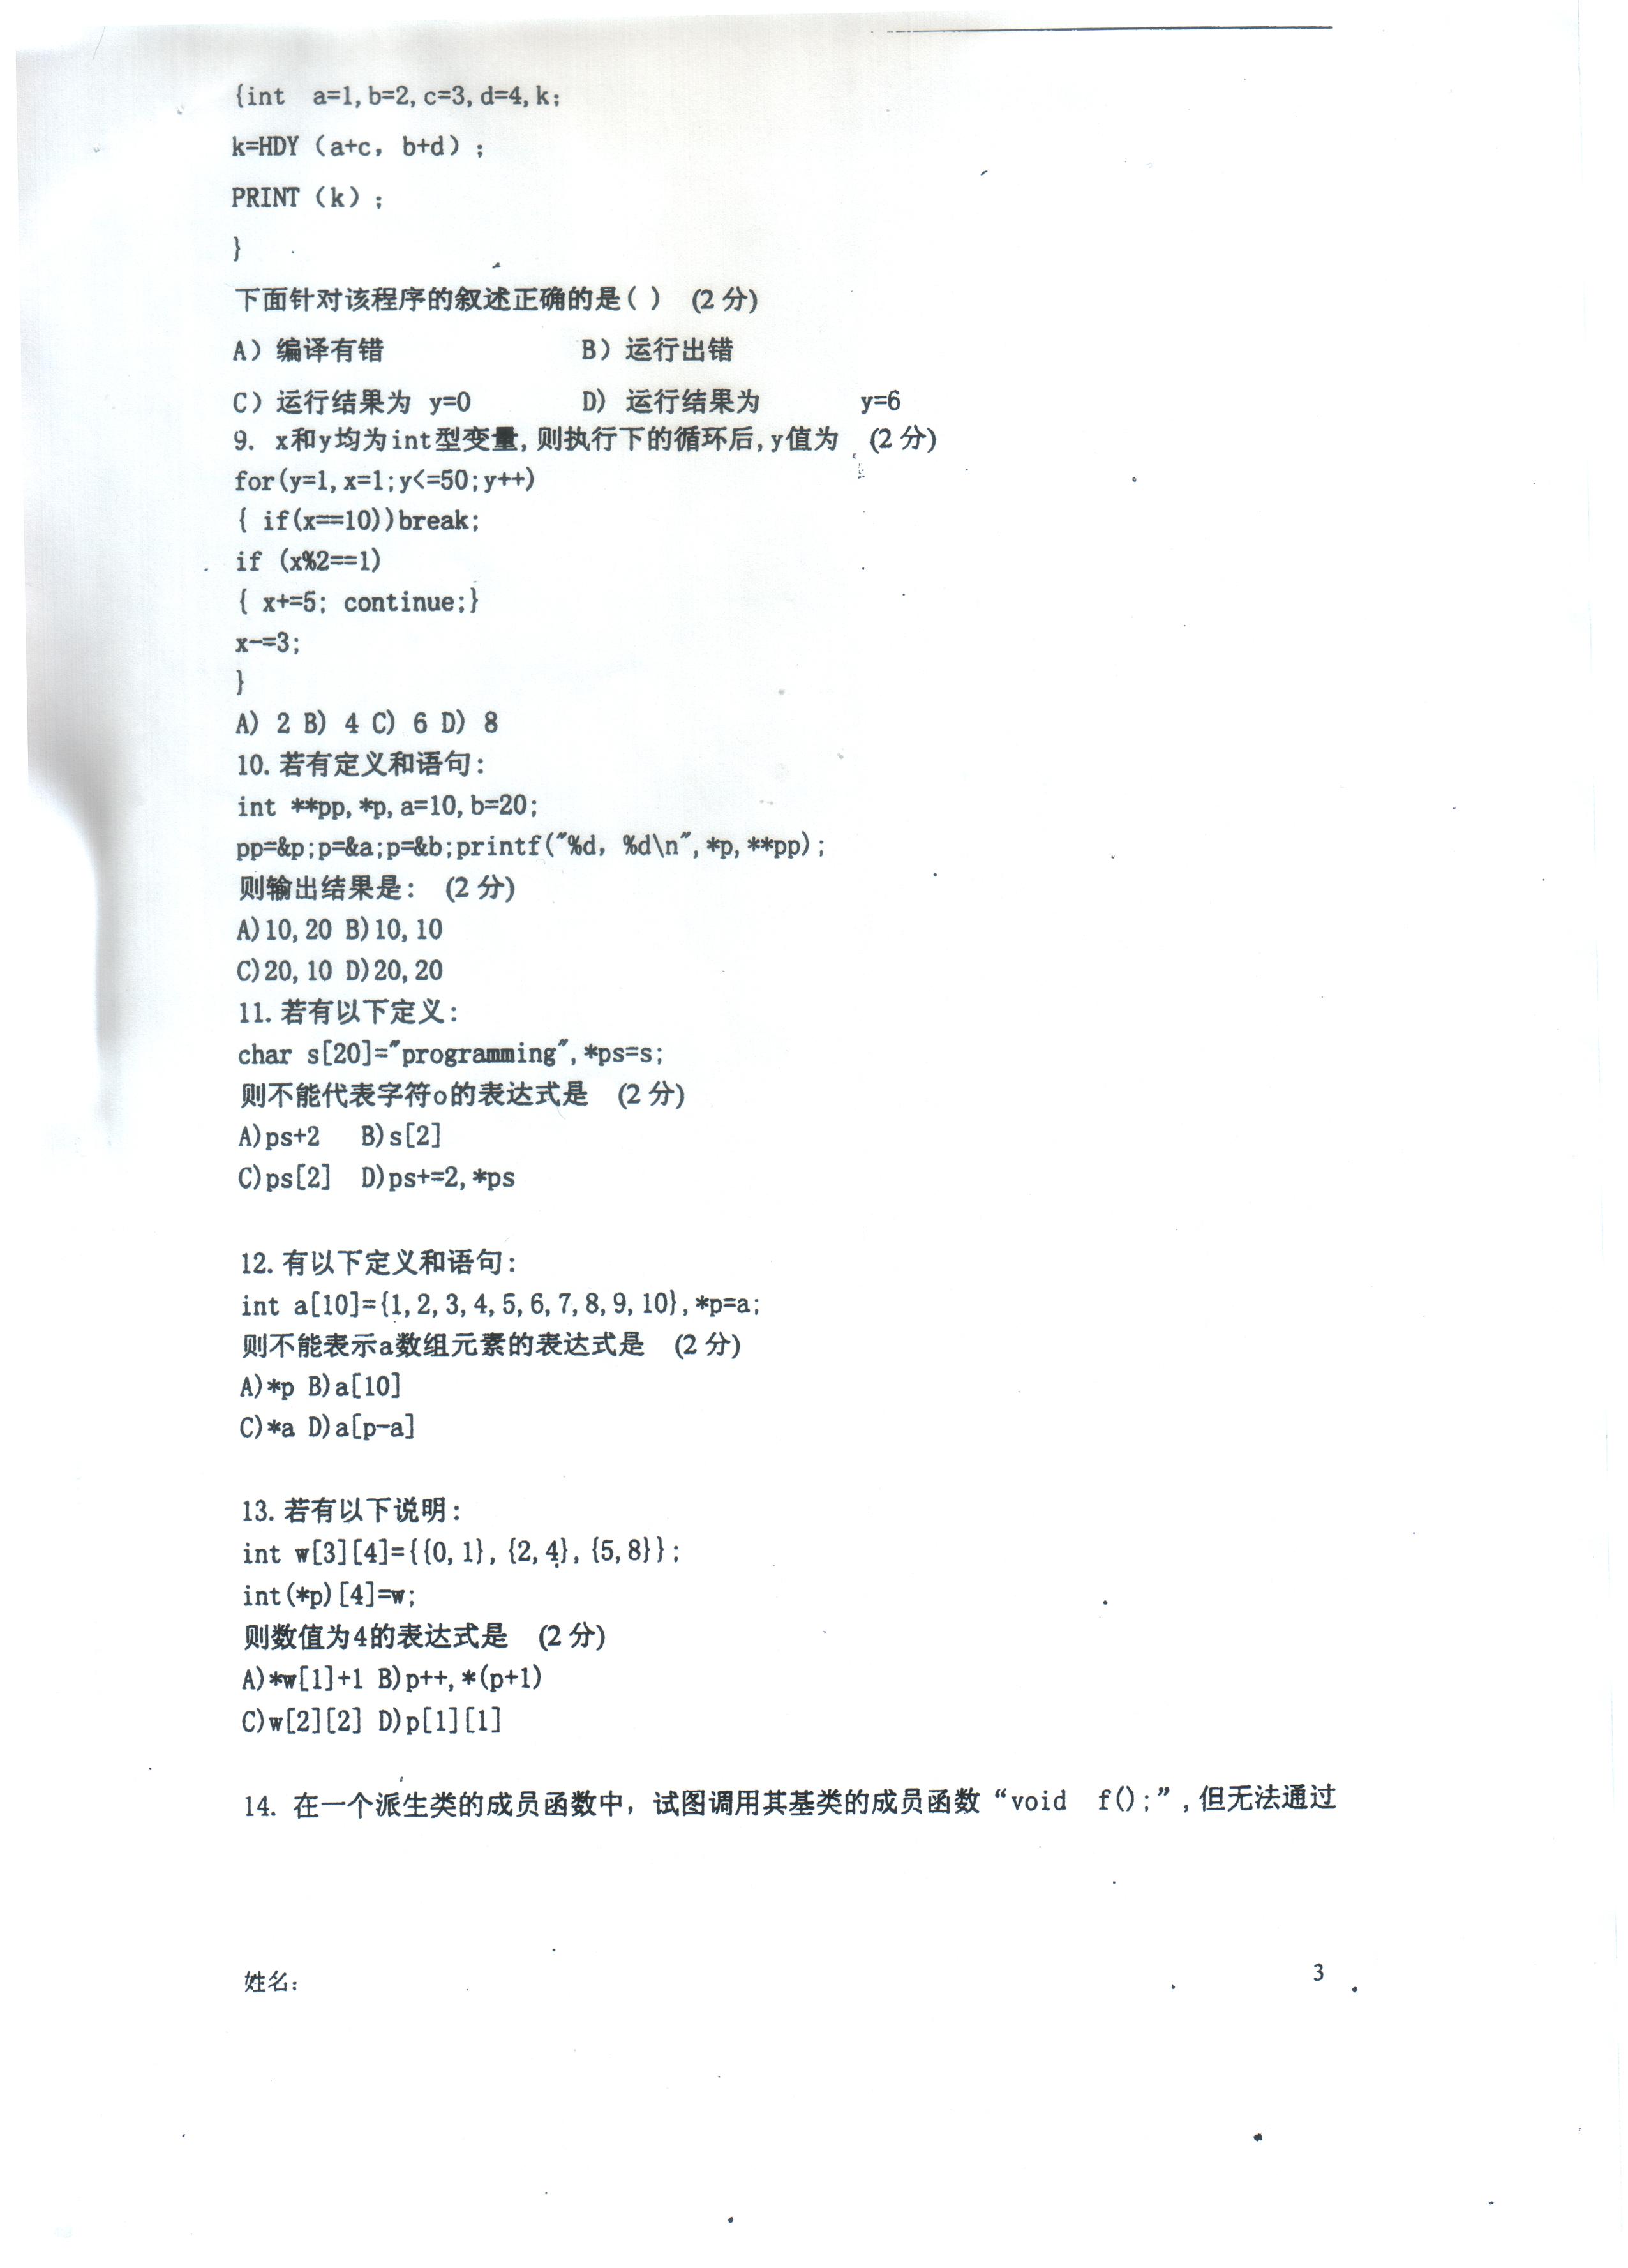 {int  a=1,b=2,c=3,d=4,k;
k=HDY（a+c, b+d）;
PRINT（k）;
}
下面针对该程序的叙述正确的是( )  (2 分)
A）编译有错  B）运行出错
C）运行结果为 y=0  D) 运行结果为  y=6
9. x和y均为int型变量,则执行下的循环后,y值为  (2 分)
for(y=1,x=1;y<=50;y++)
{ if(x==10))break;
if (x%2==1)
{ x+=5; continue;}
x-=3;
}
A) 2 B) 4 C) 6 D) 8
10.若有定义和语句:
int **pp,*p,a=10,b=20;
pp=&p;p=&a;p=&b;printf("%d, %d\n",*p,**pp);
则输出结果是:  (2 分)
A)10,20 B)10,10
C)20,10 D)20,20
11.若有以下定义:
char s[20]="programming",*ps=s;
则不能代表字符o的表达式是  (2 分)
A)ps+2  B)s[2]
C)ps[2]  D)ps+=2,*ps
12.有以下定义和语句:
int a[10]={1,2,3,4,5,6,7,8,9,10},*p=a;
则不能表示a数组元素的表达式是  (2 分)
A)*p B)a[10]
C)*a D)a[p-a]
13.若有以下说明:
int w[3][4]={{0,1},{2,4},{5,8}};
int(*p)[4]=w;
则数值为4的表达式是  (2 分)
A)*w[1]+1 B)p++,*(p+1)
C)w[2][2] D)p[1][1]
14. 在一个派生类的成员函数中，试图调用其基类的成员函数“void  f();”,但无法通过
姓名:
3